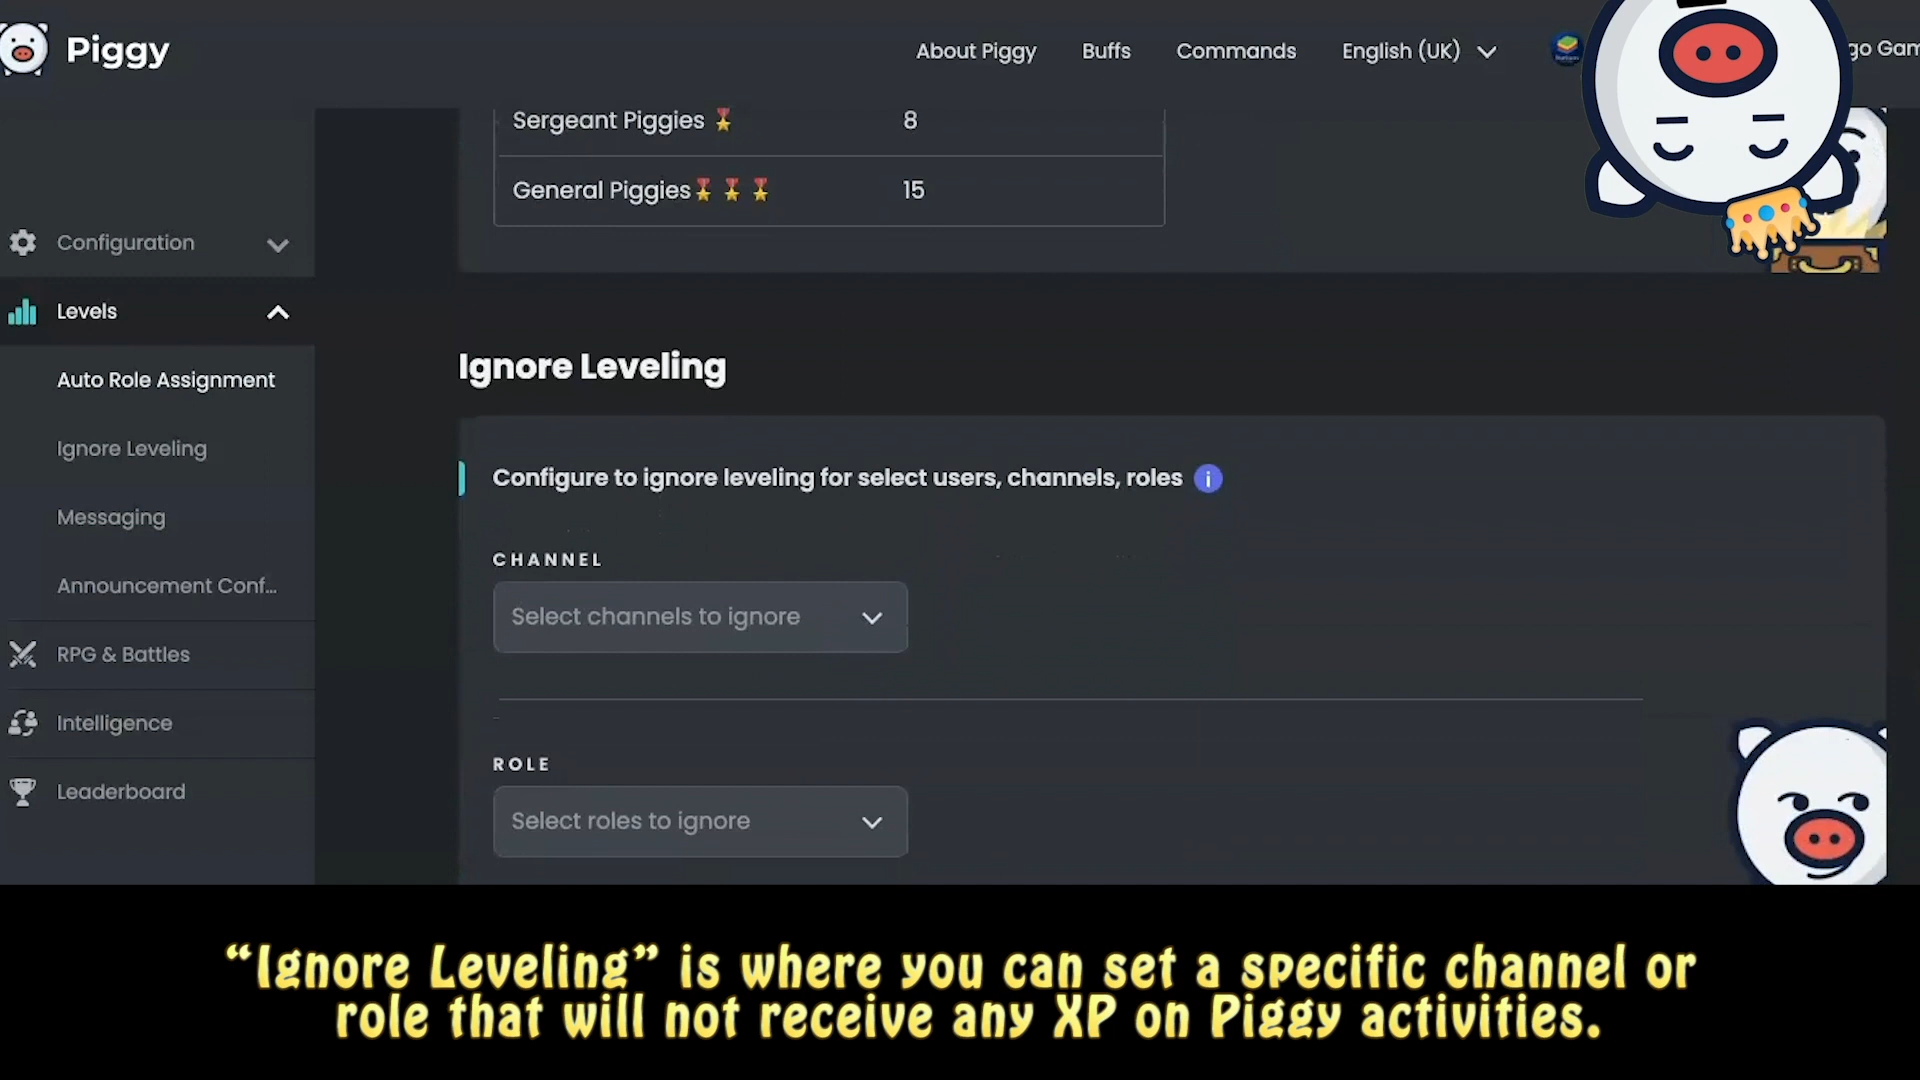 Piggy
About Piggy
Buffs
Commands
English (UK)
go Gam
Sergeant Piggies 8
General Piggies 15
Configuration
Levels
Auto Role Assignment
Ignore Leveling
Messaging
Announcement Conf...
RPG & Battles
Intelligence
Leaderboard
Ignore Leveling
Configure to ignore leveling for select users, channels, roles
CHANNEL
Select channels to ignore
ROLE
Select roles to ignore
“Ignore Leveling” is where you can set a specific channel or
role that will not receive any XP on Piggy activities.